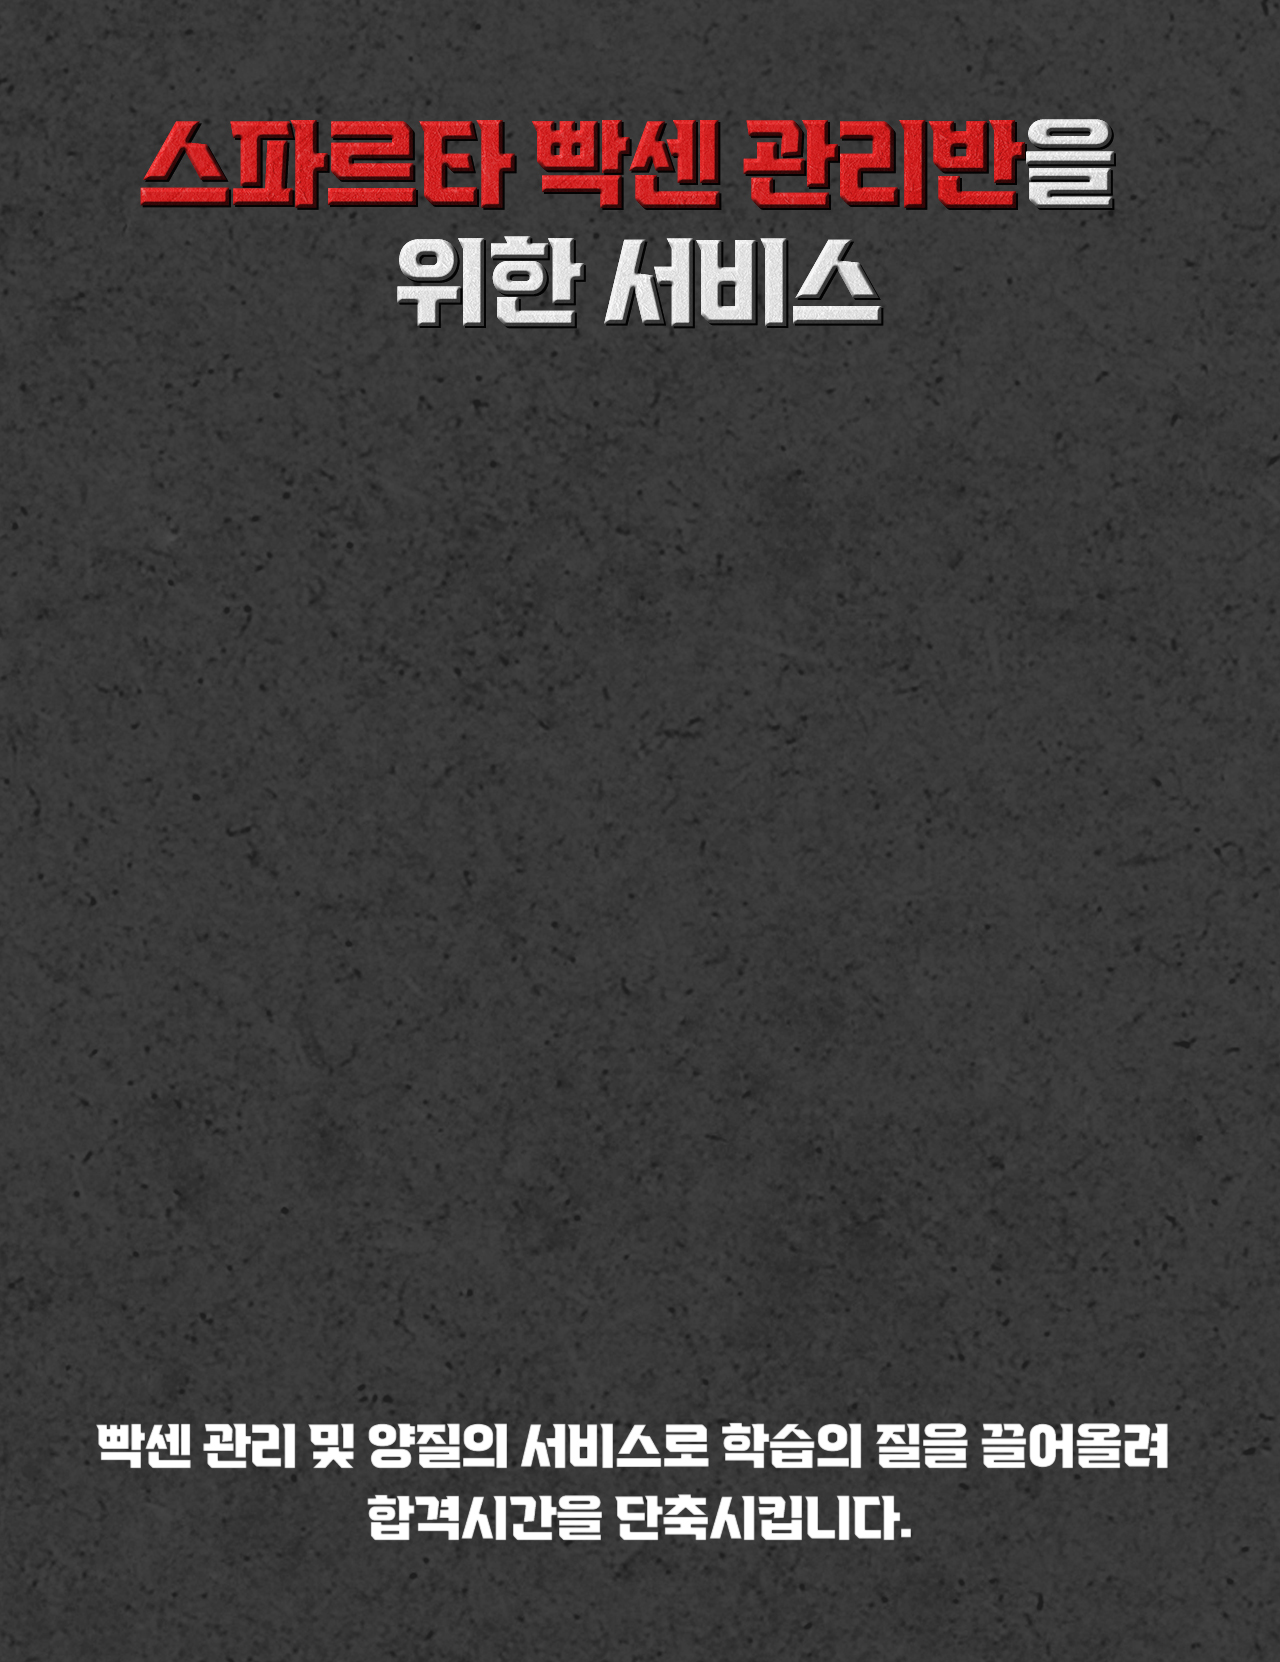 스파르타 빡센 관리반을
위한 서비스
빡센 관리 및 양질의 서비스로 학습의 질을 끌어올려
합격시간을 단축시킵니다.